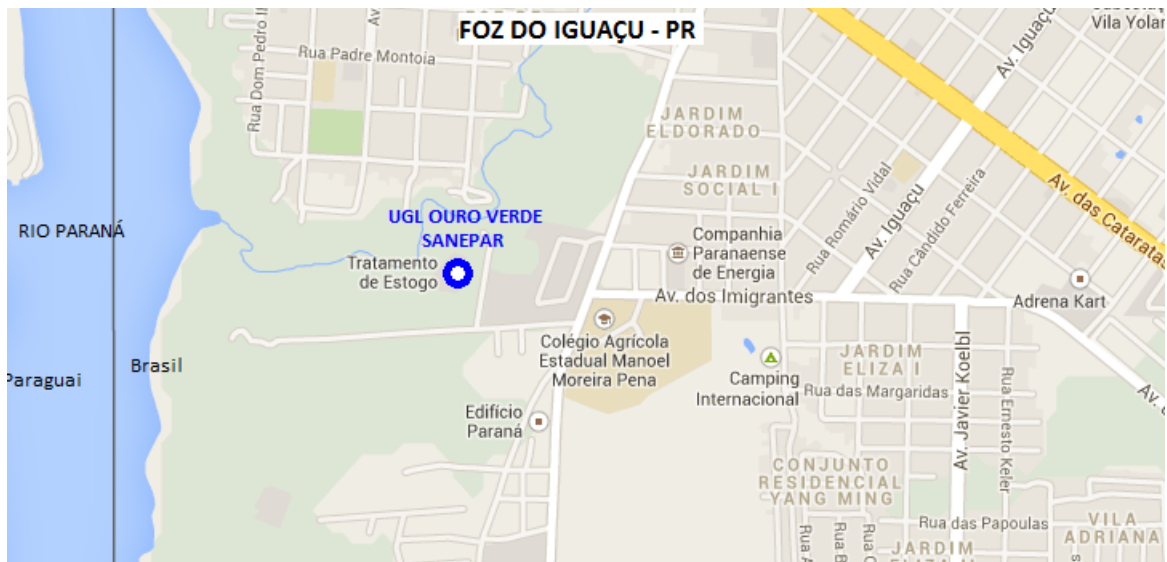 FOZ DO IGUAÇU - PR
Vila Yolan
Av. Iguaçu
Rua Dom Pedro II
Av.
Rua Padre Montoia
JARDIM
ELDORADO
JARDIM
SOCIAL I
Rua Romário Vidal
Av. Iguaçu
Rua Cândido Ferreira
Av. das Cataratas
RIO PARANÁ
UGL OURO VERDE
SANEPAR
Tratamento
de Estogo
Companhia
Paranaense
de Energia
Av. dos Imigrantes
Adrena Kart
Colégio Agrícola
Estadual Manoel
Moreira Pena
Brasil
Paraguai
Camping
Internacional
JARDIM
ELIZA I
Rua das Margaridas
Av. Javier Koelbl
Rua Ernesto Keler
Av.
Edifício
Paraná
CONJUNTO
RESIDENCIAL
YANG MING
Rua das Papoulas
VILA
ADRIANA
JARDIM
Rua
Rua